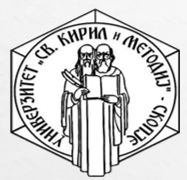 УНИВЕРЗИТЕТ „СВ. КИРИЛ И МЕТОДИЈ“ - СКОПЈЕ